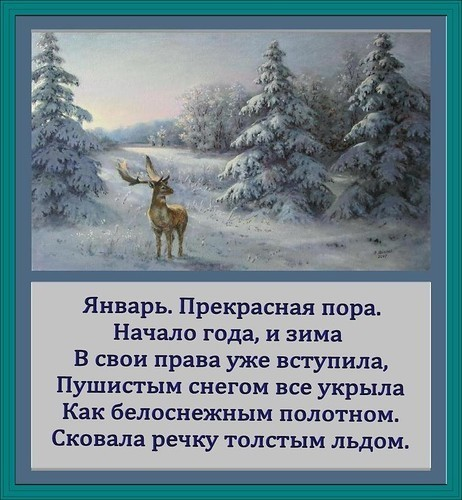 Январь. Прекрасная пора.
Начало года, и зима
В свои права уже вступила,
Пушистым снегом все укрыла
Как белоснежным полотном.
Сковала речку толстым льдом.